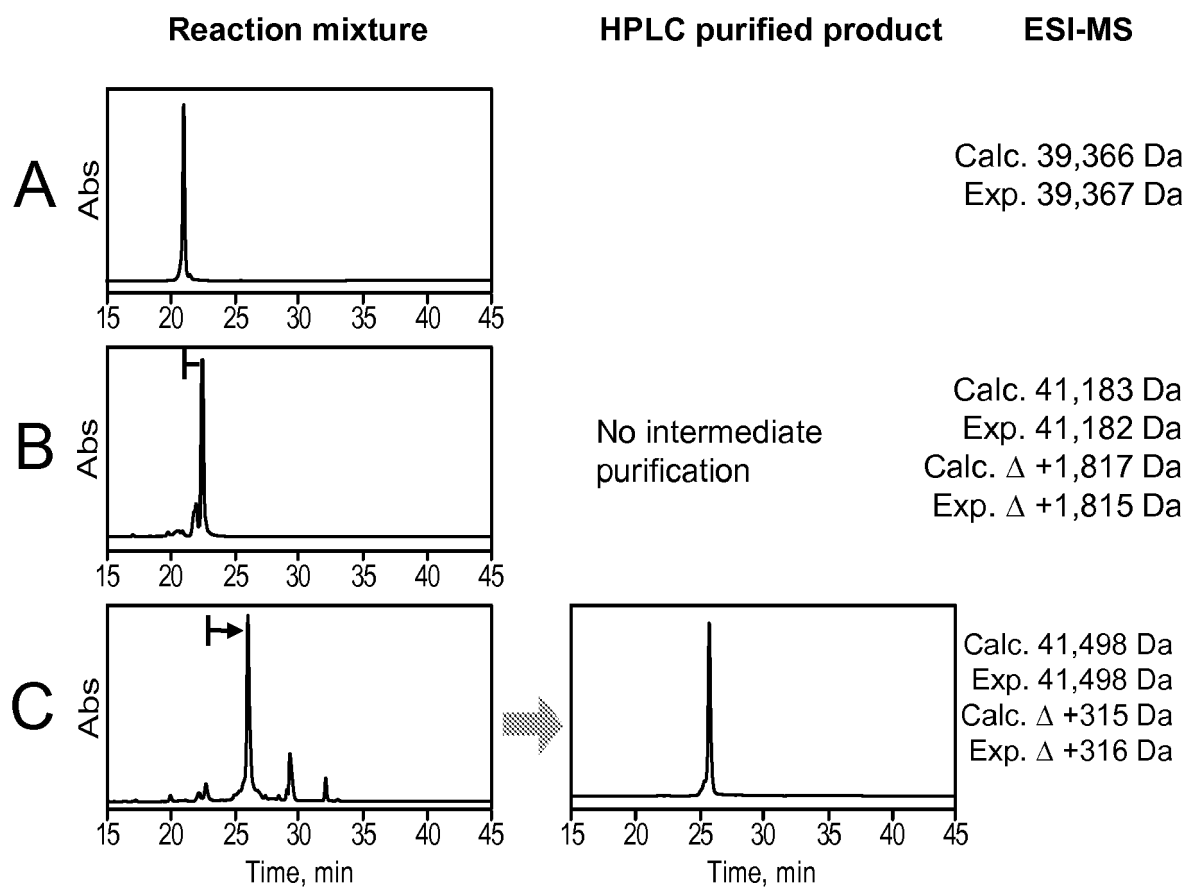 Reaction mixture HPLC purified product ESI-MS
A
Abs
15 20 25 30 35 40 45
Calc. 39,366 Da
Exp. 39,367 Da
B
Abs
15 20 25 30 35 40 45
No intermediate
purification
Calc. 41,183 Da
Exp. 41,182 Da
Calc. Δ +1,817 Da
Exp. Δ +1,815 Da
C
Abs
15 20 25 30 35 40 45
Time, min
15 20 25 30 35 40 45
Time, min
Calc. 41,498 Da
Exp. 41,498 Da
Calc. Δ +315 Da
Exp. Δ +316 Da